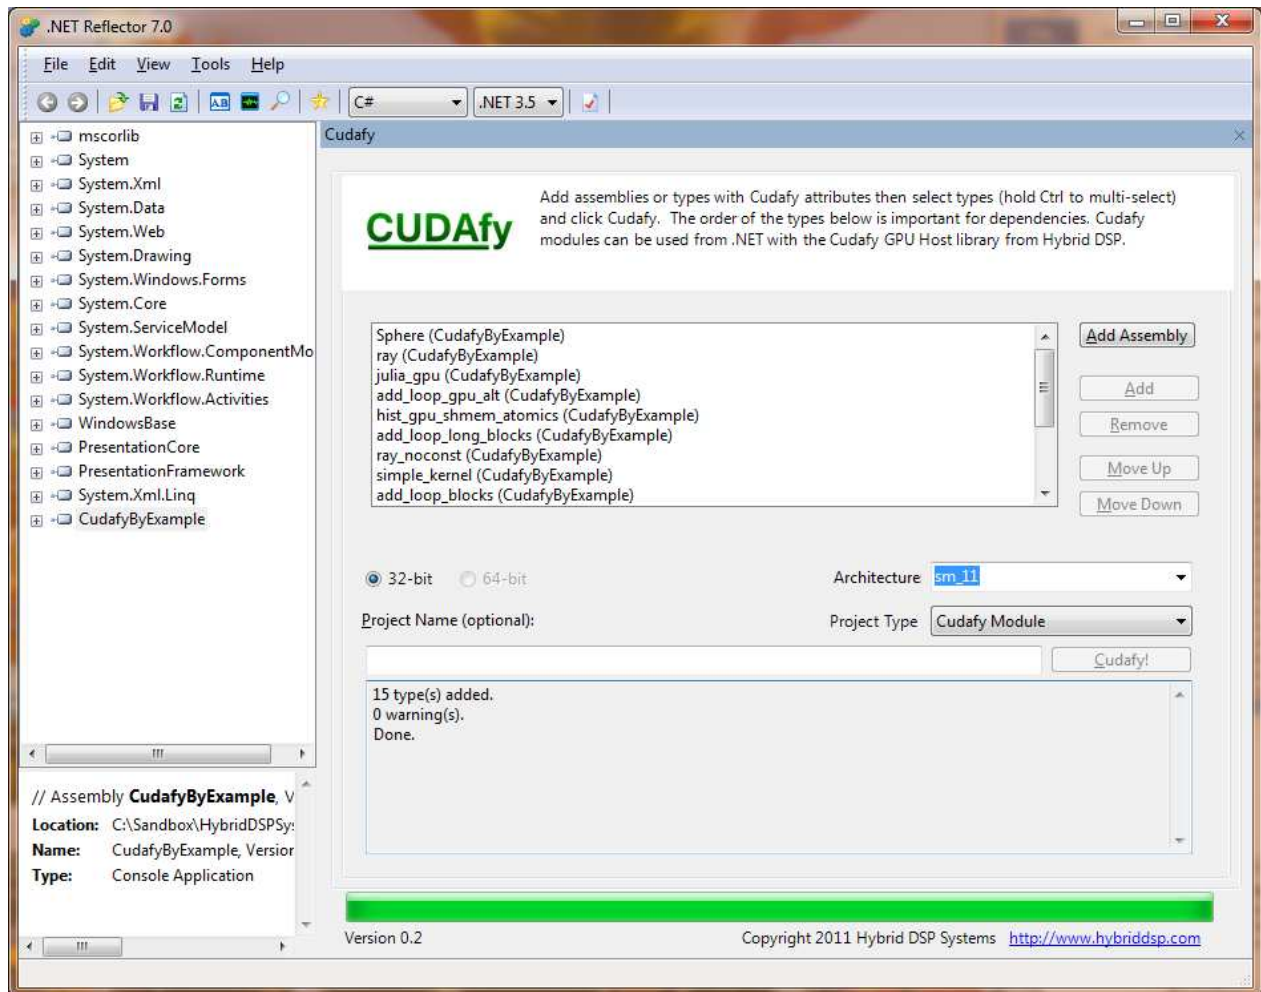 .NET Reflector 7.0
File Edit View Tools Help
C# .NET 3.5
mscorlib
System
System.Xml
System.Data
System.Web
System.Drawing
System.Windows.Forms
System.Core
System.ServiceModel
System.Workflow.ComponentMo
System.Workflow.Runtime
System.Workflow.Activities
WindowsBase
PresentationCore
PresentationFramework
System.Xml.Linq
CudafyByExample
// Assembly CudafyByExample, V
Location: C:\Sandbox\HybridDSPSy
Name: CudafyByExample, Version
Type: Console Application
Cudafy
CUDAfy
Add assemblies or types with Cudafy attributes then select types (hold Ctrl to multi-select)
and click Cudafy. The order of the types below is important for dependencies. Cudafy
modules can be used from .NET with the Cudafy GPU Host library from Hybrid DSP.
Sphere (CudafyByExample)
ray (CudafyByExample)
julia_gpu (CudafyByExample)
add_loop_gpu_alt (CudafyByExample)
hist_gpu_shmem_atomics (CudafyByExample)
add_loop_long_blocks (CudafyByExample)
ray_noconst (CudafyByExample)
simple_kernel (CudafyByExample)
add_loop_blocks (CudafyByExample)
Add Assembly
Add
Remove
Move Up
Move Down
32-bit 64-bit Architecture sm_11
Project Name (optional): Project Type Cudafy Module
Cudafy!
15 type(s) added.
0 warning(s).
Done.
Version 0.2 Copyright 2011 Hybrid DSP Systems http://www.hybriddsp.com